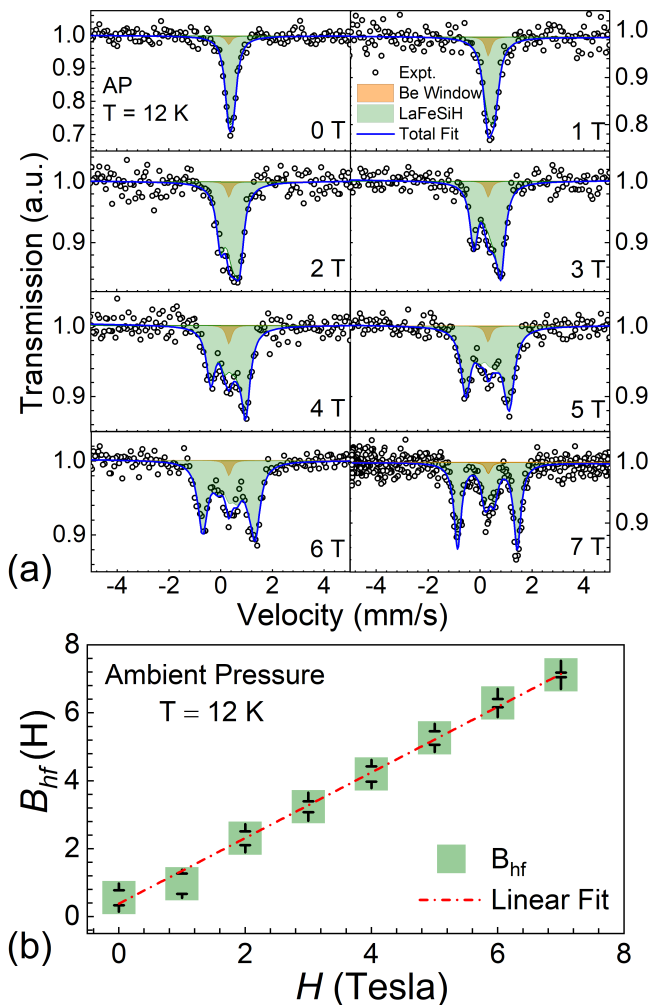 1.0
AP
T = 12 K
0.9
0.8
0.7
0 T
Expt.
Be Window
LaFeSiH
Total Fit
1.0
0.9
0.8
1 T
1.0
0.9
2 T
3 T
1.0
0.9
1.0
0.9
4 T
5 T
1.0
0.9
1.0
0.9
6 T
7 T
1.0
0.9
Transmission (a.u.)
-4 -2 0 2 4 -4 -2 0 2 4
(a)
Velocity (mm/s)
8
6
4
2
0
Ambient Pressure
T = 12 K
B_hf (H)
B_hf
Linear Fit
0 2 4 6 8
(b)
H (Tesla)